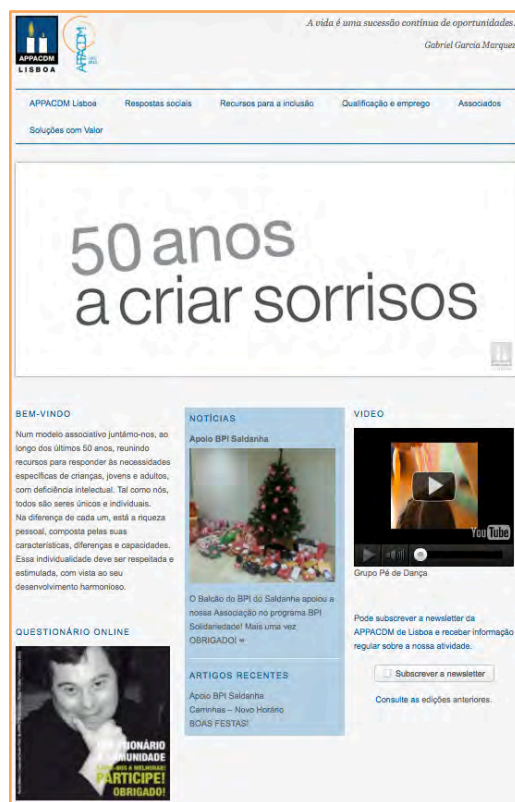 A vida é uma sucessão contínua de oportunidades.
Gabriel Garcia Marquez
APPACDM
LISBOA
APPACDM
APPACDM Lisboa
Respostas sociais
Recursos para a inclusão
Qualificação e emprego
Associados
Soluções com Valor
50 anos
a criar sorrisos
BEM-VINDO
Num modelo associativo juntámo-nos, ao
longo dos últimos 50 anos, reunindo
recursos para responder às necessidades
específicas de crianças, jovens e adultos,
com deficiência intelectual. Tal como nós,
todos são seres únicos e individuais.
Na diferença de cada um, está a riqueza
pessoal, composta pelas suas
características, diferenças e capacidades.
Essa individualidade deve ser respeitada e
estimulada, com vista ao seu
desenvolvimento harmonioso.
QUESTIONÁRIO ONLINE
PARTICIPE!
OBRIGADO!
NOTÍCIAS
Apoio BPI Saldanha
O Balcão do BPI do Saldanha apoiou a
nossa Associação no programa BPI
Solidariedade! Mais uma vez
OBRIGADO! »
ARTIGOS RECENTES
Apoio BPI Saldanha
Carrinhas – Novo Horário
BOAS FESTAS!
VIDEO
YouTube
Grupo Pé de Dança
Pode subscrever a newsletter da
APPACDM de Lisboa e receber informação
regular sobre a nossa atividade.
Subscrever a newsletter
Consulte as edições anteriores.